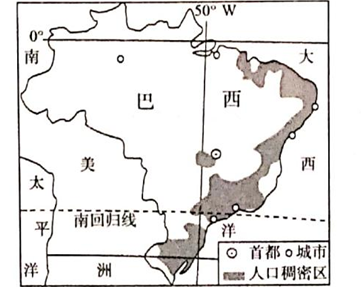 50° W
0°
南 大
巴 西
美 西
太
南回归线
平 洋
洋 洲
首都 城市
人口稠密区